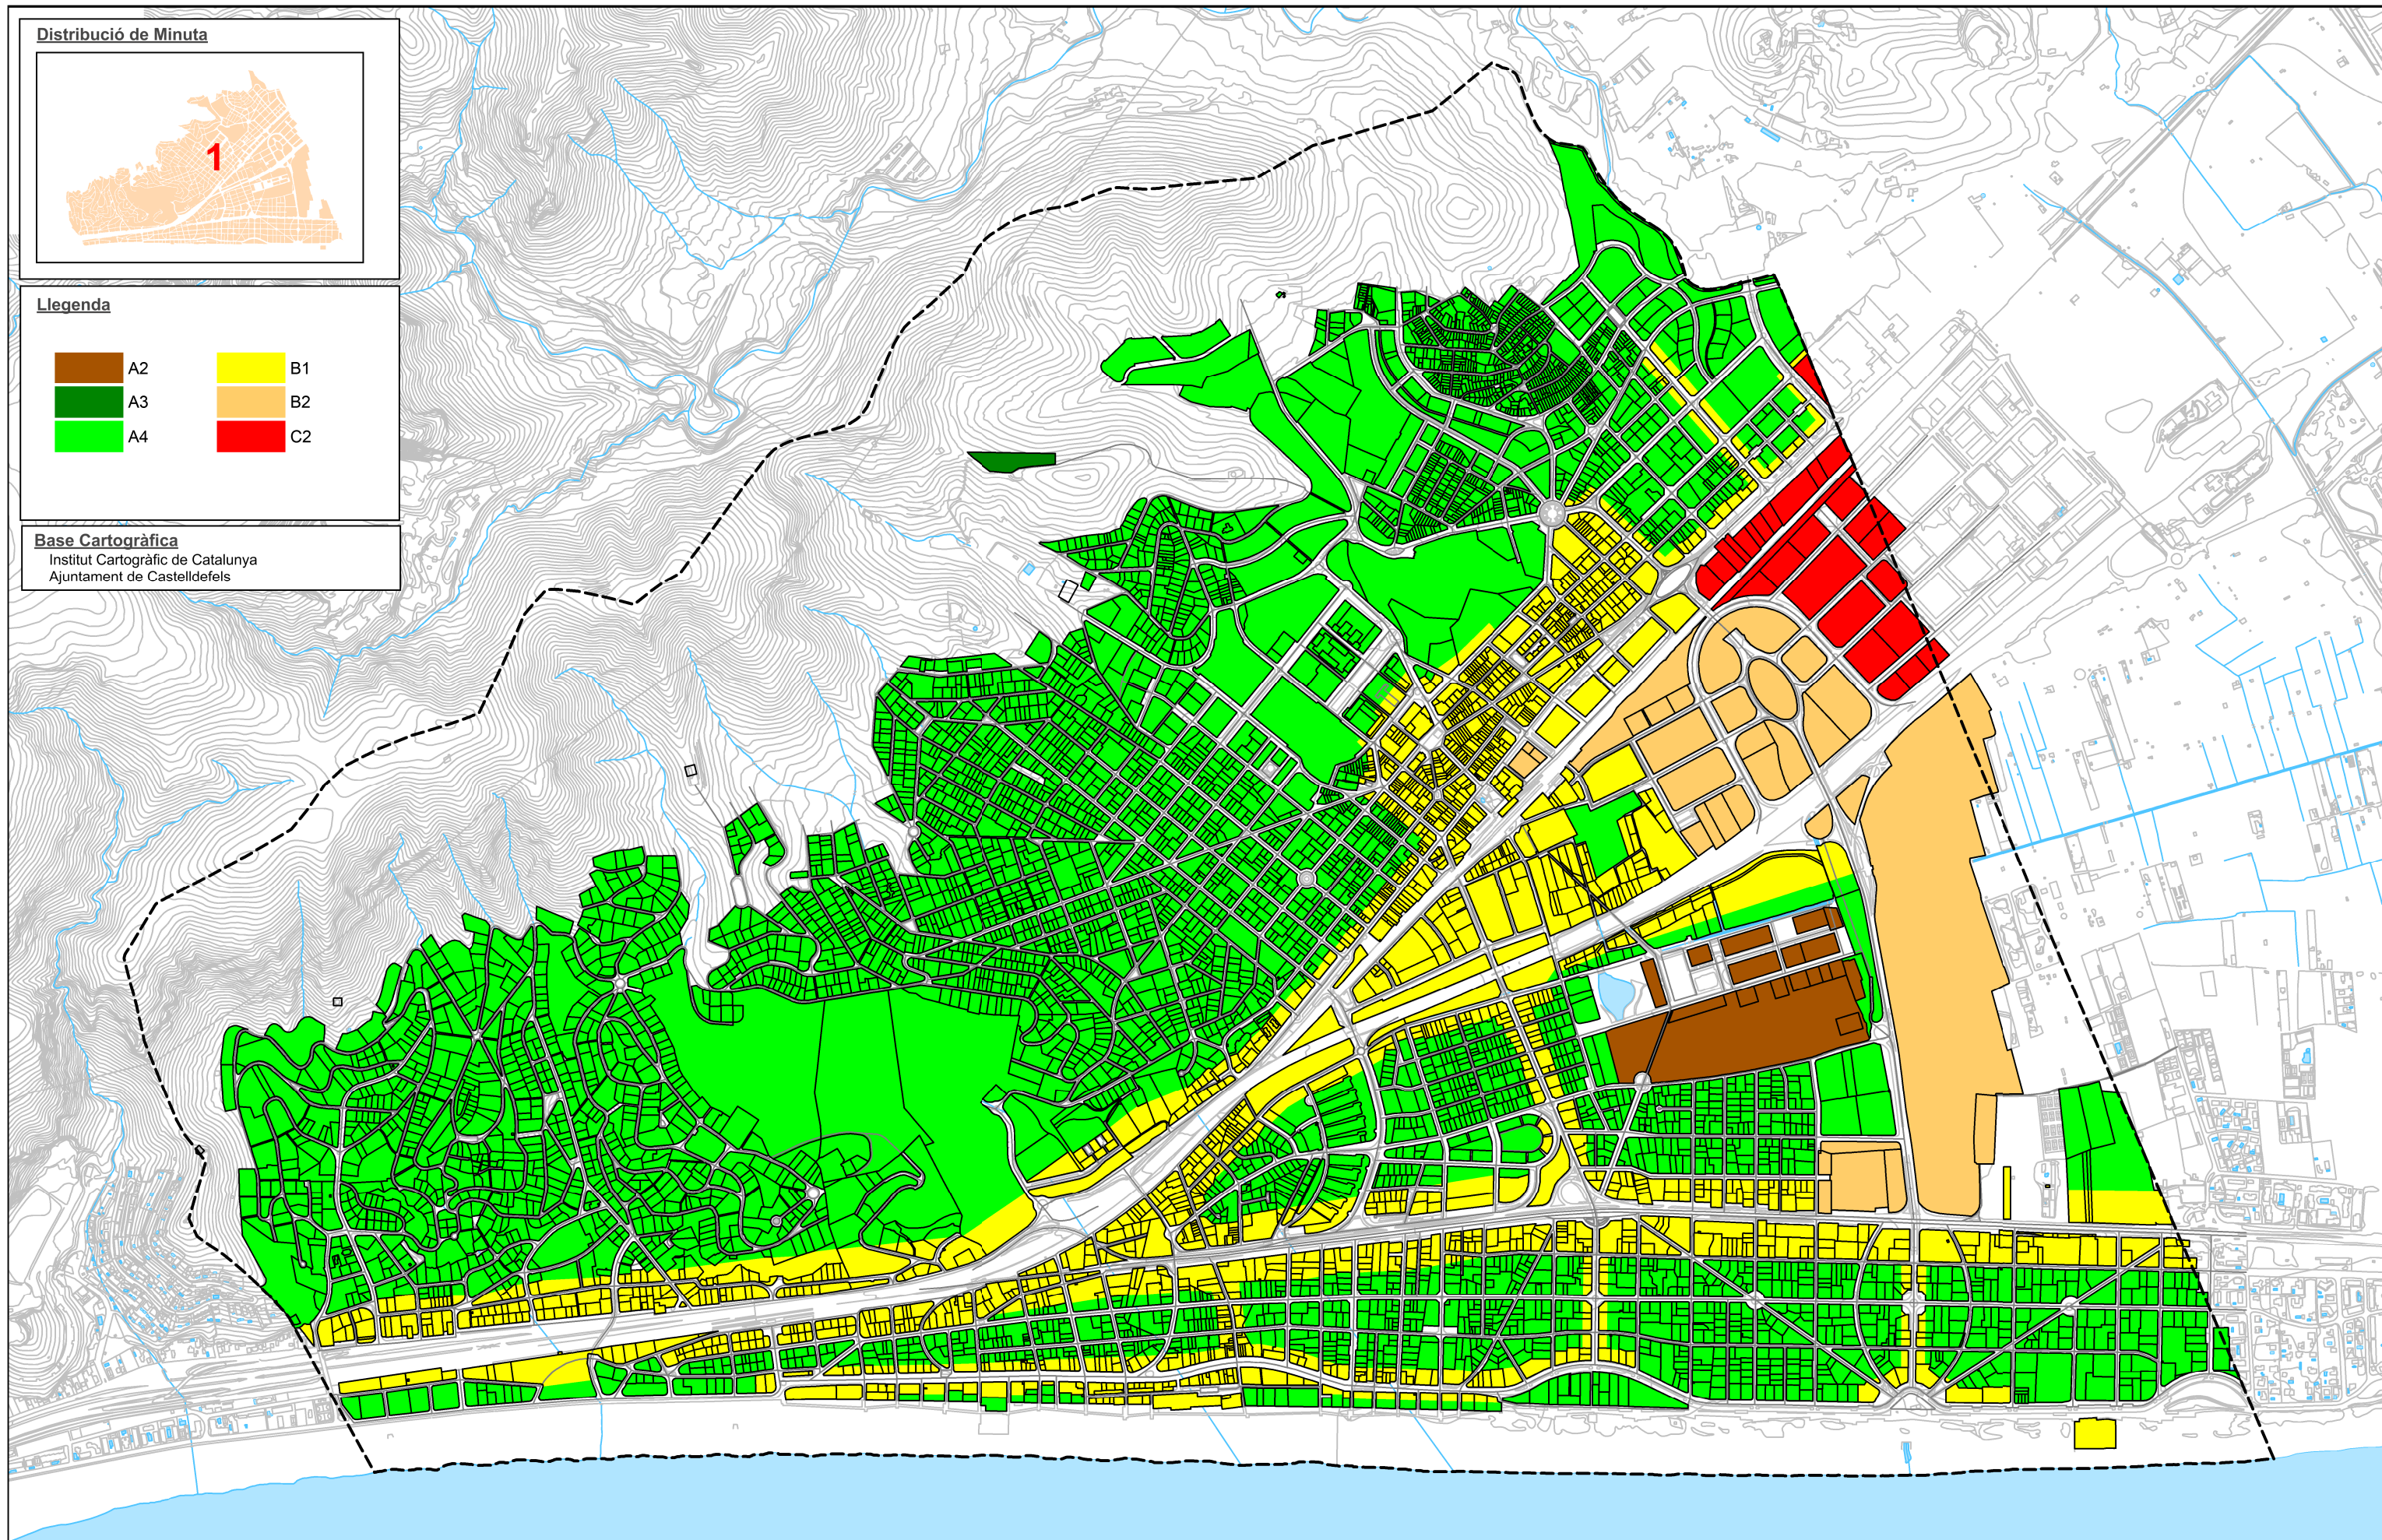 Distribució de Minuta
1
Llegenda
A2
B1
A3
B2
A4
C2
Base Cartogràfica
Institut Cartogràfic de Catalunya
Ajuntament de Castelldefels